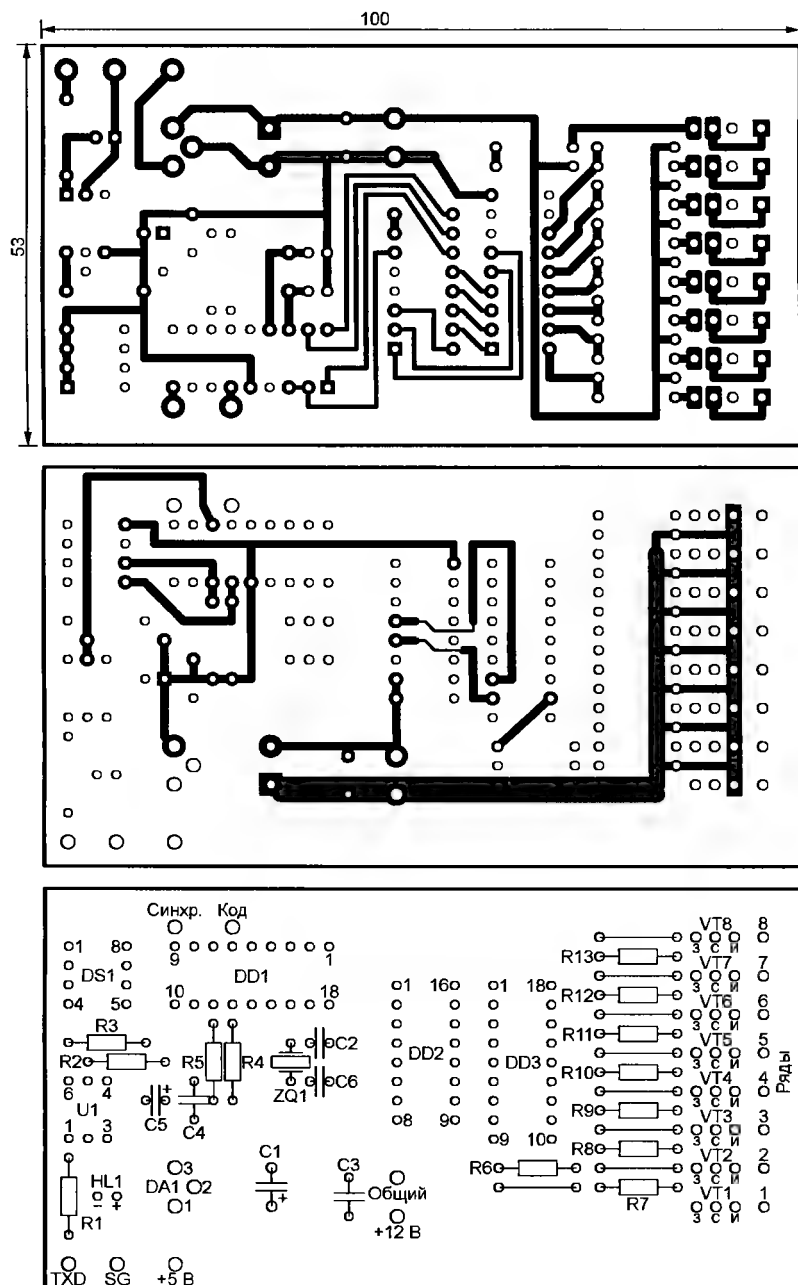 100
53
Синхр. Код
9 1
DD1
10 18
1 8
DS1
4 5
R3
R2
6 4
U1
1 3
R5 R4
C2
C6
ZQ1
C5 + C4
1 16
DD2
8 9
1 18
DD3
9 10
R13
R12
R11
R10
R9
R8
R7
R6
VT8 8
з с и
VT7 7
VT6 6
VT5 5
VT4 4
VT3 3
VT2 2
з с и
VT1 1
з с и
Ряды
R1
HL1
- +
3
DA1 2
1
C1
+
C3
Общий
+12 В
TXD SG +5 В